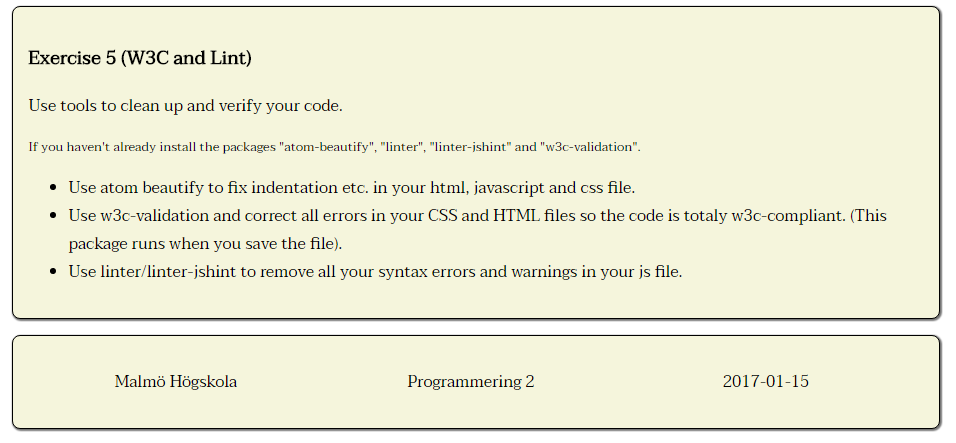 Exercise 5 (W3C and Lint)
Use tools to clean up and verify your code.
If you haven't already install the packages "atom-beautify", "linter", "linter-jshint" and "w3c-validation".
Use atom beautify to fix indentation etc. in your html, javascript and css file.
Use w3c-validation and correct all errors in your CSS and HTML files so the code is totaly w3c-compliant. (This
package runs when you save the file).
Use linter/linter-jshint to remove all your syntax errors and warnings in your js file.
Malmö Högskola Programmering 2 2017-01-15